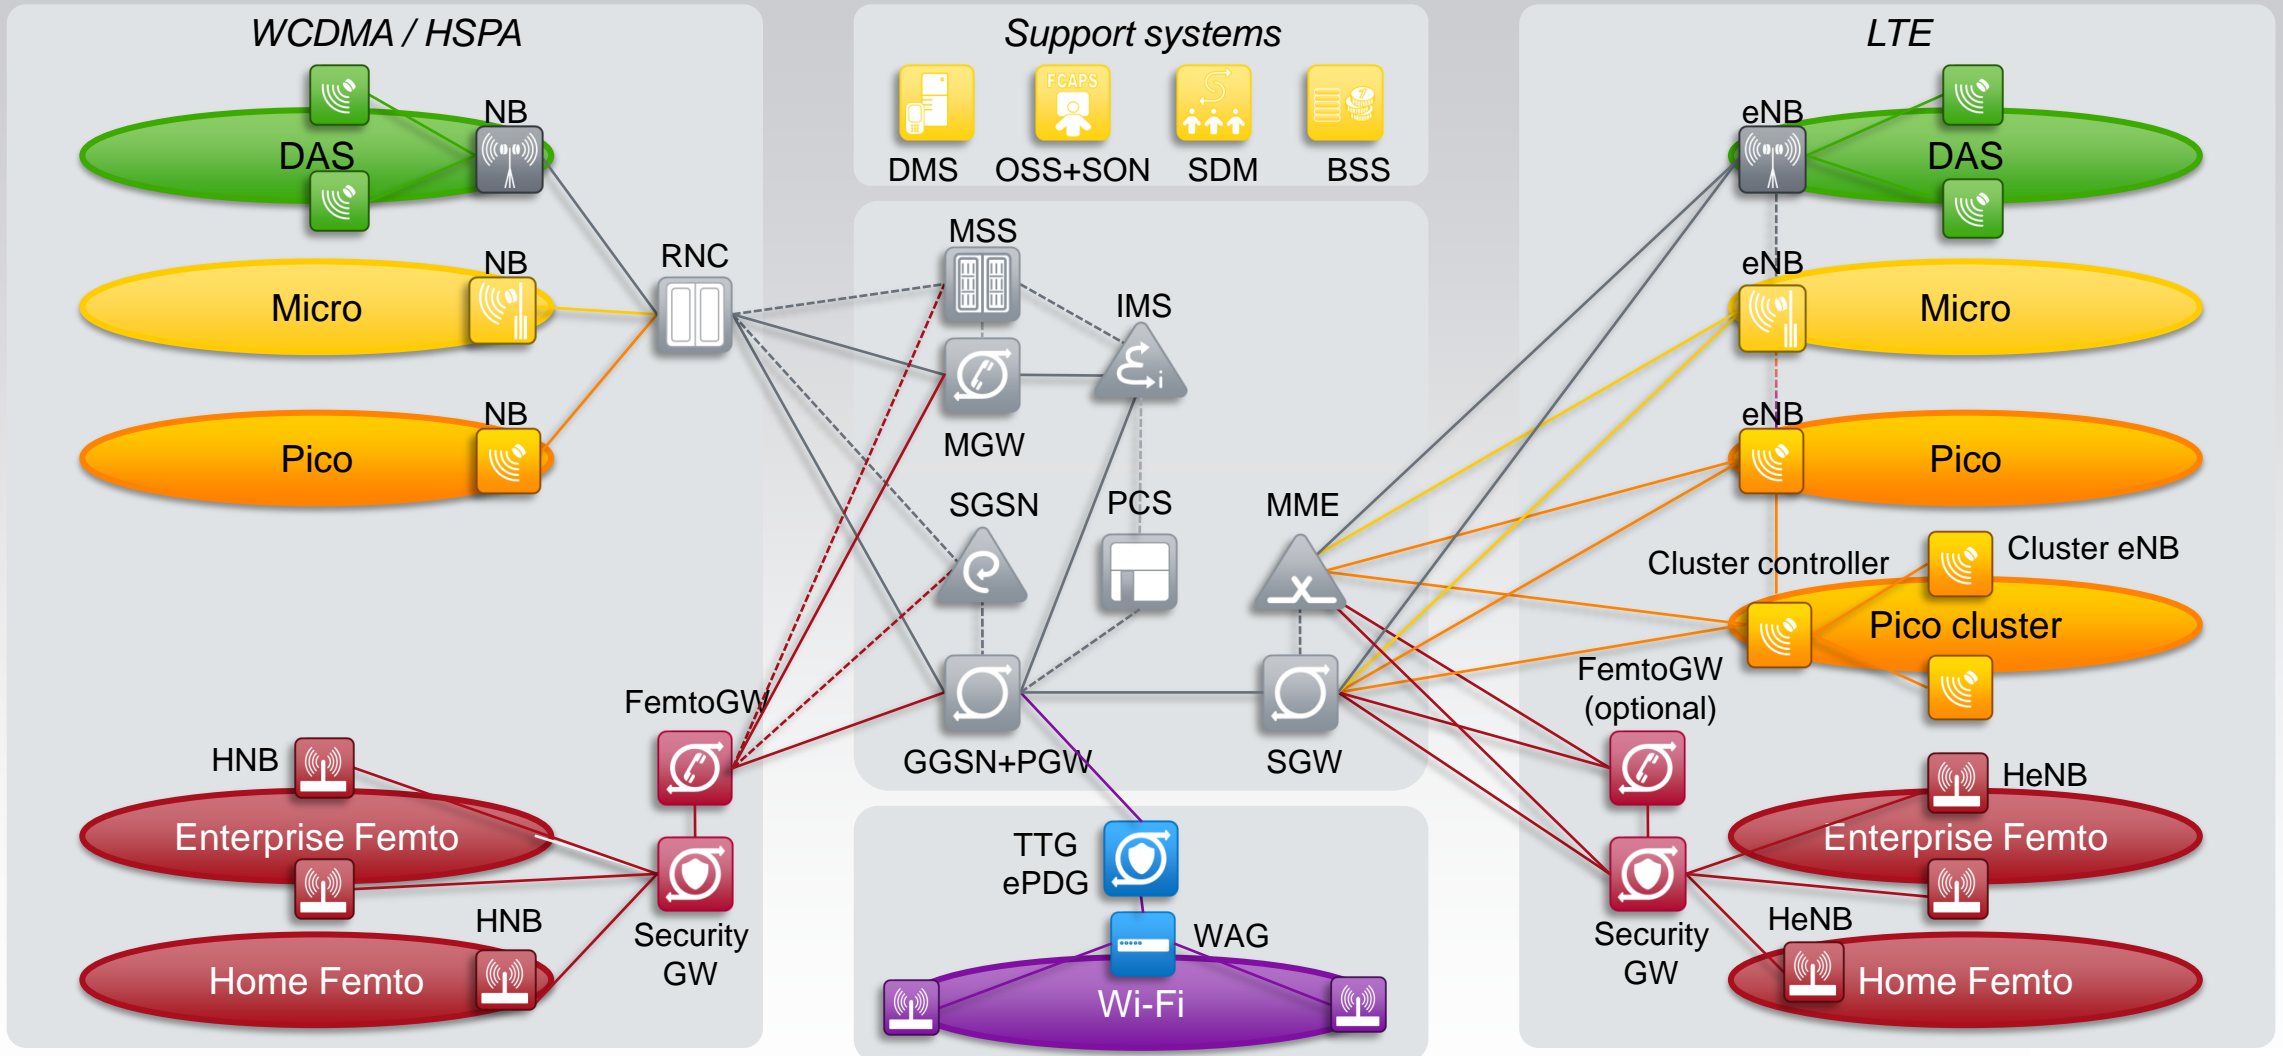 WCDMA / HSPA
NB
DAS
NB
Micro
NB
Pico
RNC
FemtoGW
HNB
Enterprise Femto
HNB
Home Femto
Security
GW
Support systems
FCAPS
DMS
OSS+SON
SDM
BSS
MSS
IMS
MGW
SGSN
PCS
MME
GGSN+PGW
SGW
TTG
ePDG
WAG
Wi-Fi
LTE
eNB
DAS
eNB
Micro
eNB
Pico
Cluster controller
Cluster eNB
Pico cluster
FemtoGW
(optional)
HeNB
Enterprise Femto
HeNB
Home Femto
Security
GW